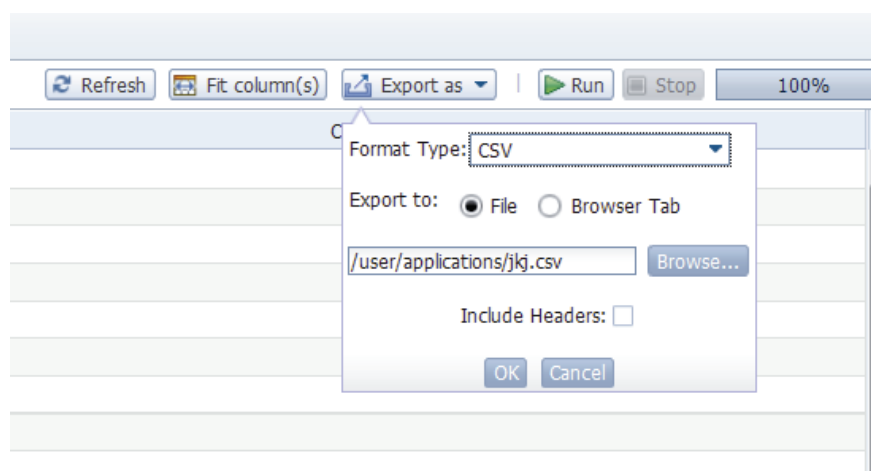 Refresh Fit column(s) Export as Run Stop 100%
Format Type: CSV
Export to: File Browser Tab
/user/applications/jkj.csv Browse...
Include Headers:
OK Cancel